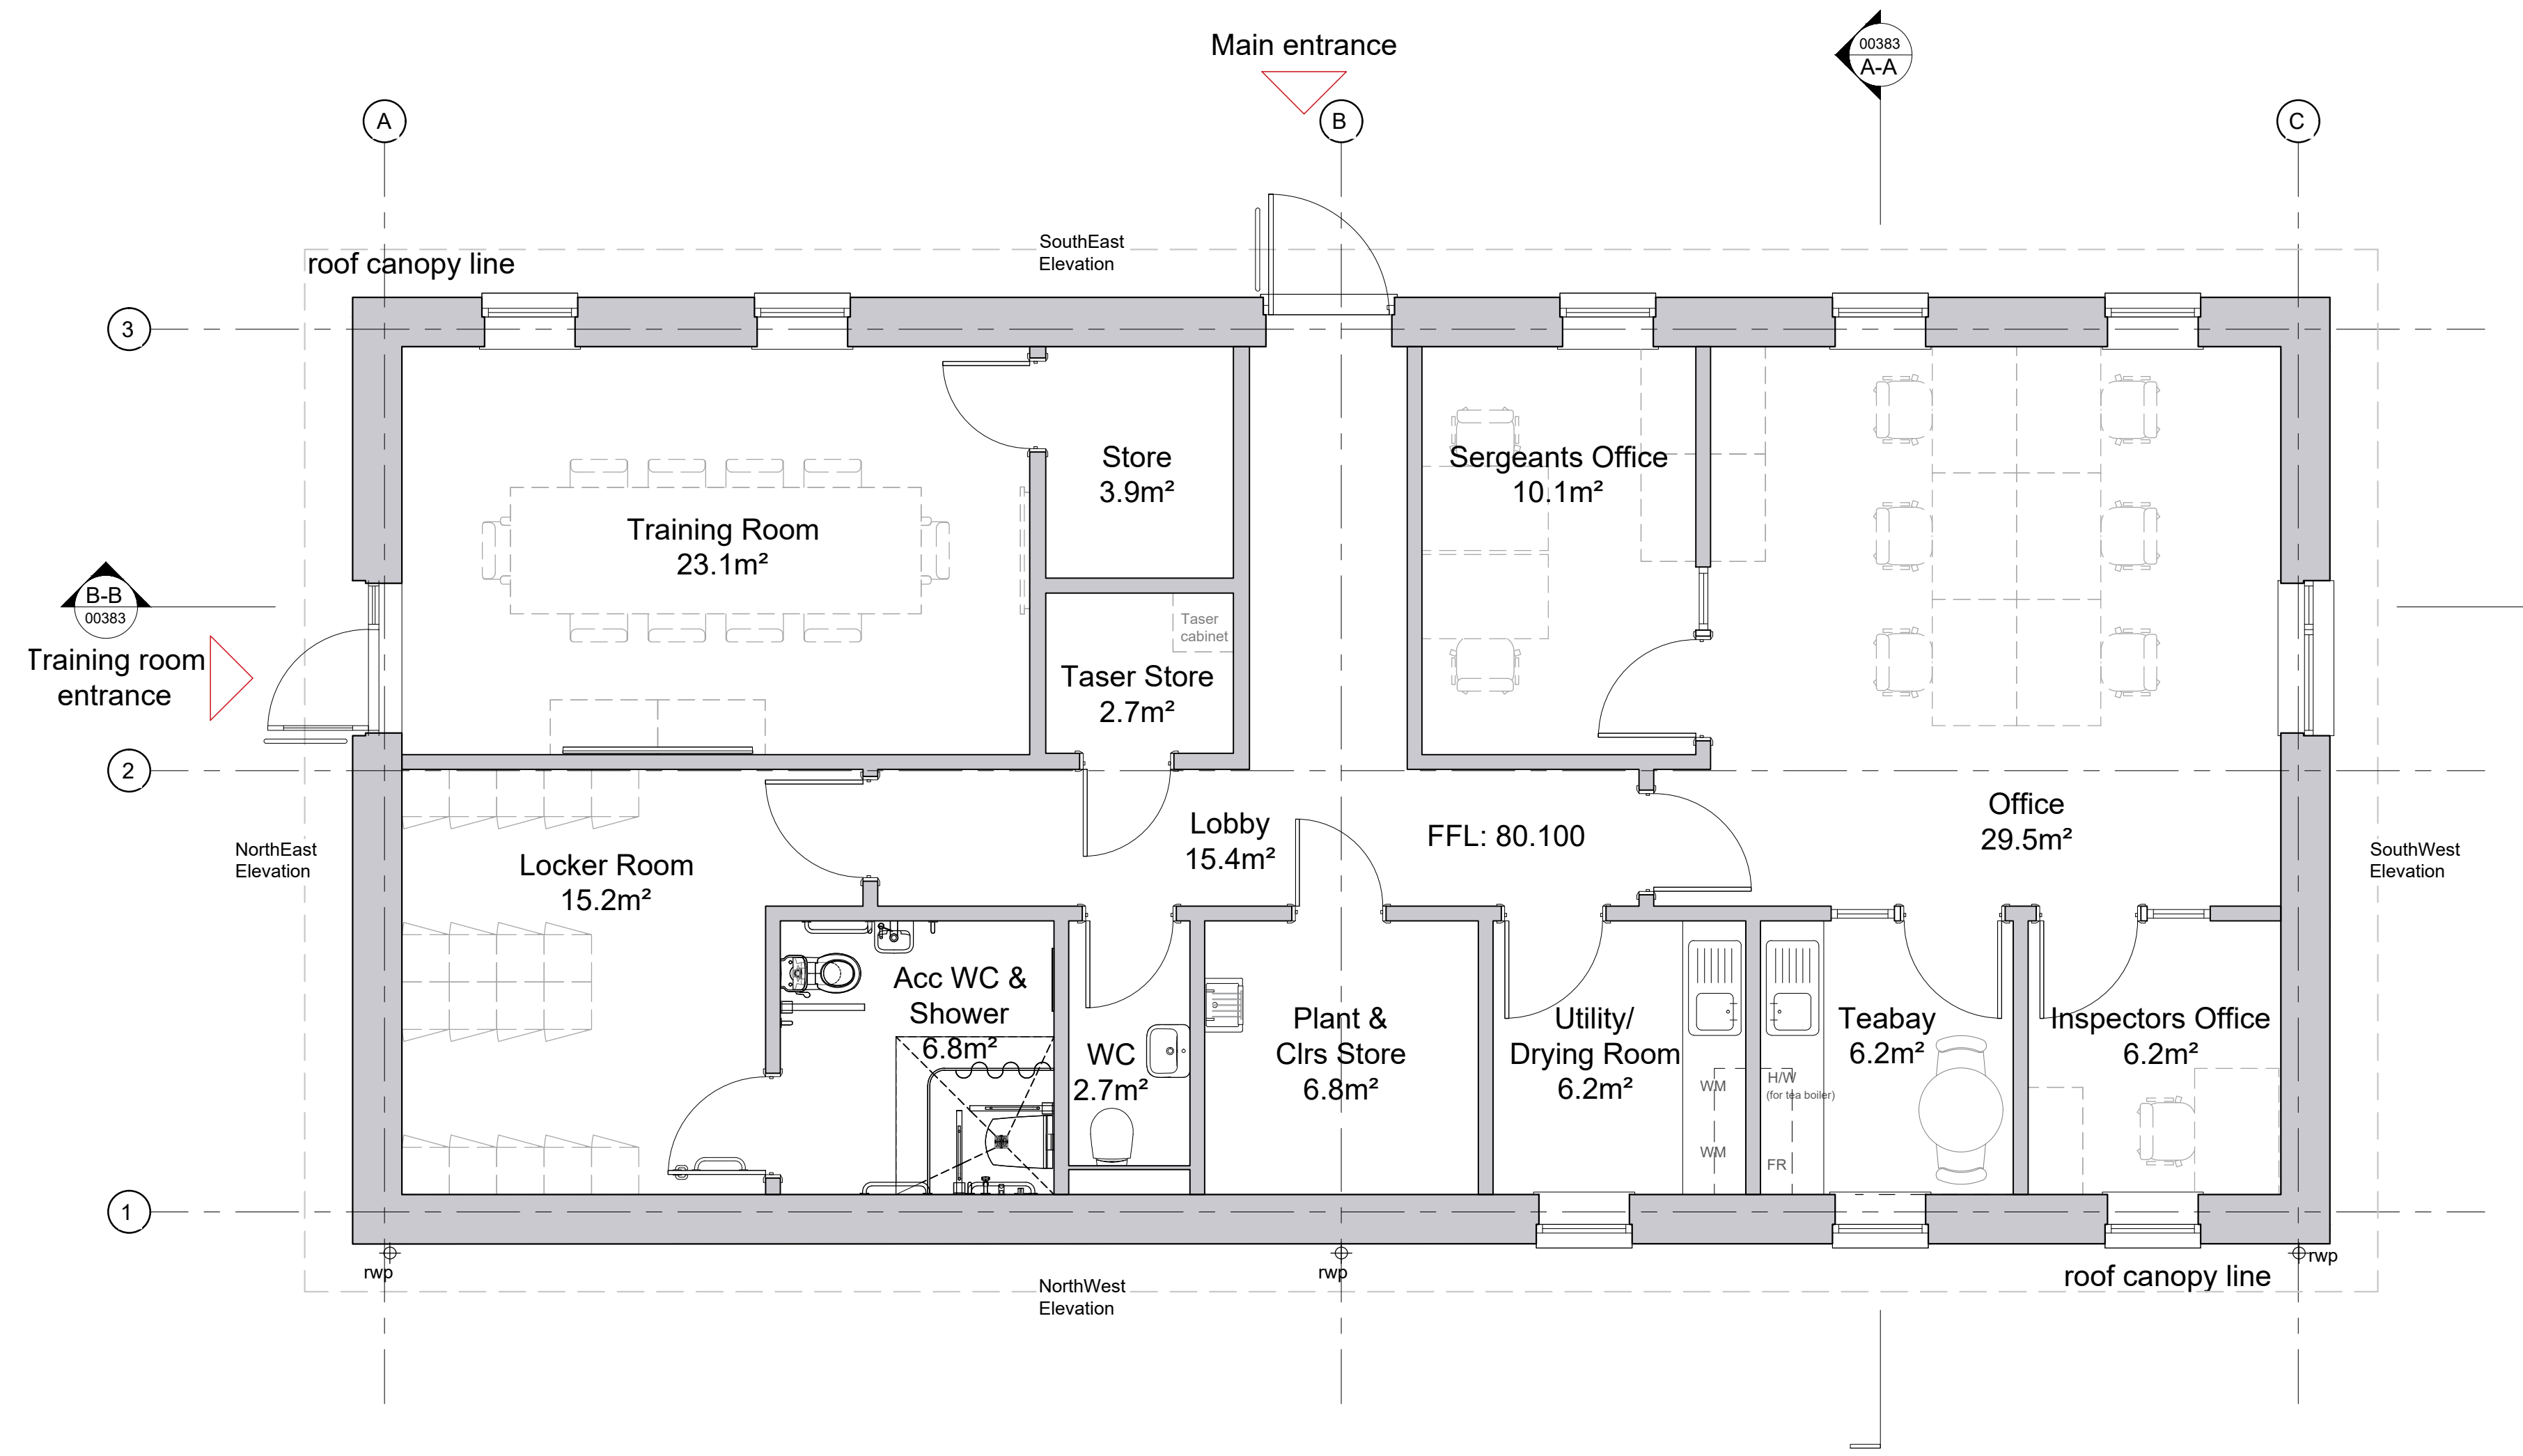 Main entrance
00383
A-A
A
B
C
SouthEast
Elevation
roof canopy line
3
Store
3.9m²
Sergeants Office
10.1m²
Training Room
23.1m²
B-B
00383
Taser
cabinet
Training room
entrance
Taser Store
2.7m²
2
Office
29.5m²
Lobby
15.4m²
FFL: 80.100
NorthEast
Elevation
SouthWest
Elevation
Locker Room
15.2m²
Acc WC &
Shower
6.8m²
WC
2.7m²
Plant &
Clrs Store
6.8m²
Utility/
Drying Room
6.2m²
Teabay
6.2m²
Inspectors Office
6.2m²
WM
H/W
(for tea boiler)
WM
FR
1
rwp
rwp
rwp
roof canopy line
NorthWest
Elevation